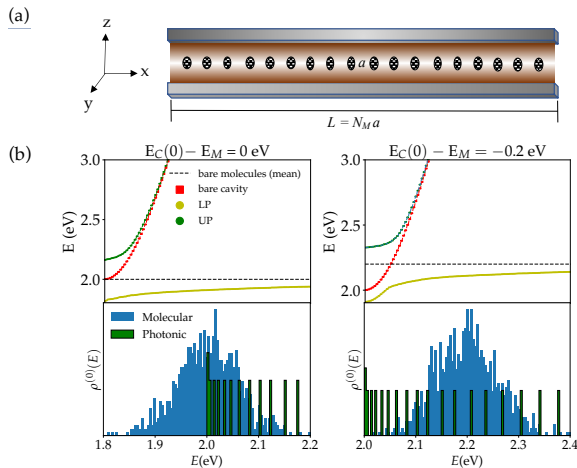 (a)
z
x
y
a
L = N_M a
(b)
E_C(0) − E_M = 0 eV
E_C(0) − E_M = −0.2 eV
3.0
2.5
2.0
E (eV)
bare molecules (mean)
bare cavity
LP
UP
3.0
2.5
2.0
Molecular
Photonic
ρ^(0)(E)
1.8 1.9 2.0 2.1 2.2
E(eV)
ρ^(0)(E)
2.0 2.1 2.2 2.3 2.4
E(eV)